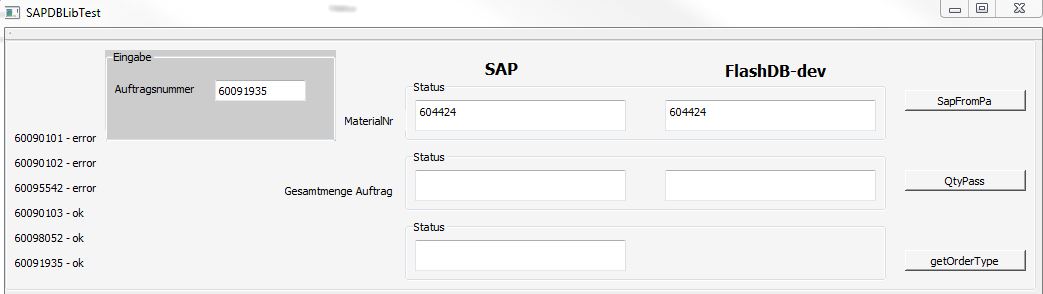 SAPDBLibTest
Eingabe
Auftragsnummer 60091935
SAP
FlashDB-dev
Status
MaterialNr 604424 604424
SapFromPa
60090101 - error
60090102 - error
60095542 - error
60090103 - ok
60098052 - ok
60091935 - ok
Status
Gesamtmenge Auftrag
QtyPass
Status
getOrderType